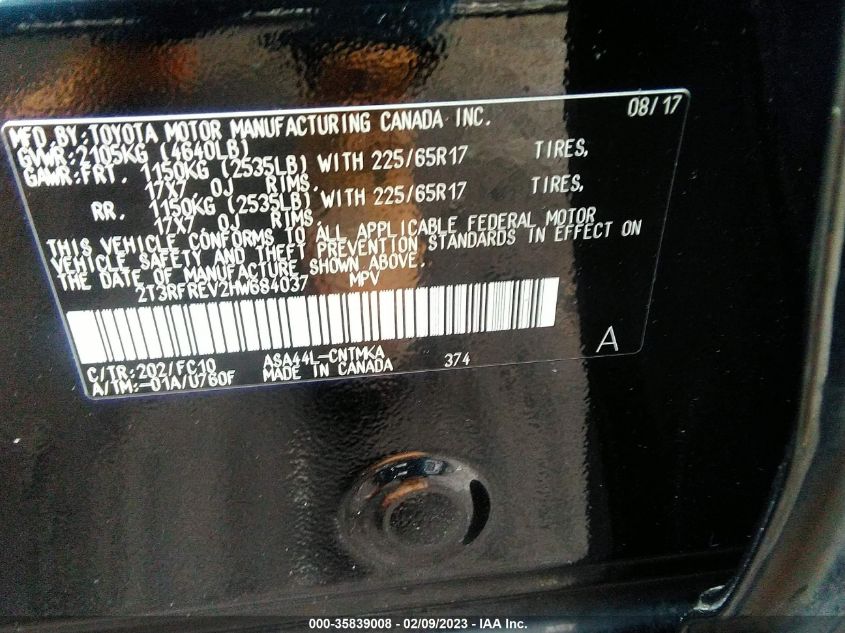 08/17
MFD.BY:TOYOTA MOTOR MANUFACTURING CANADA INC.
GVWR:2105KG (4640LB)
GAWR:FRT. 1150KG (2535LB) WITH 225/65R17 TIRES,
17X7 0J RIMS,
RR. 1150KG (2535LB) WITH 225/65R17 TIRES,
17X7 0J RIMS.
THIS VEHICLE CONFORMS TO ALL APPLICABLE FEDERAL MOTOR
VEHICLE SAFETY AND THEFT PREVENTION STANDARDS IN EFFECT ON
THE DATE OF MANUFACTURE SHOWN ABOVE.
2T3RFREV2HW684037 MPV
A
C/TR:202/FC10 ASA44L-CNTMKA 374
A/TM:-01A/U760F MADE IN CANADA
000-35839008 - 02/09/2023 - IAA Inc.